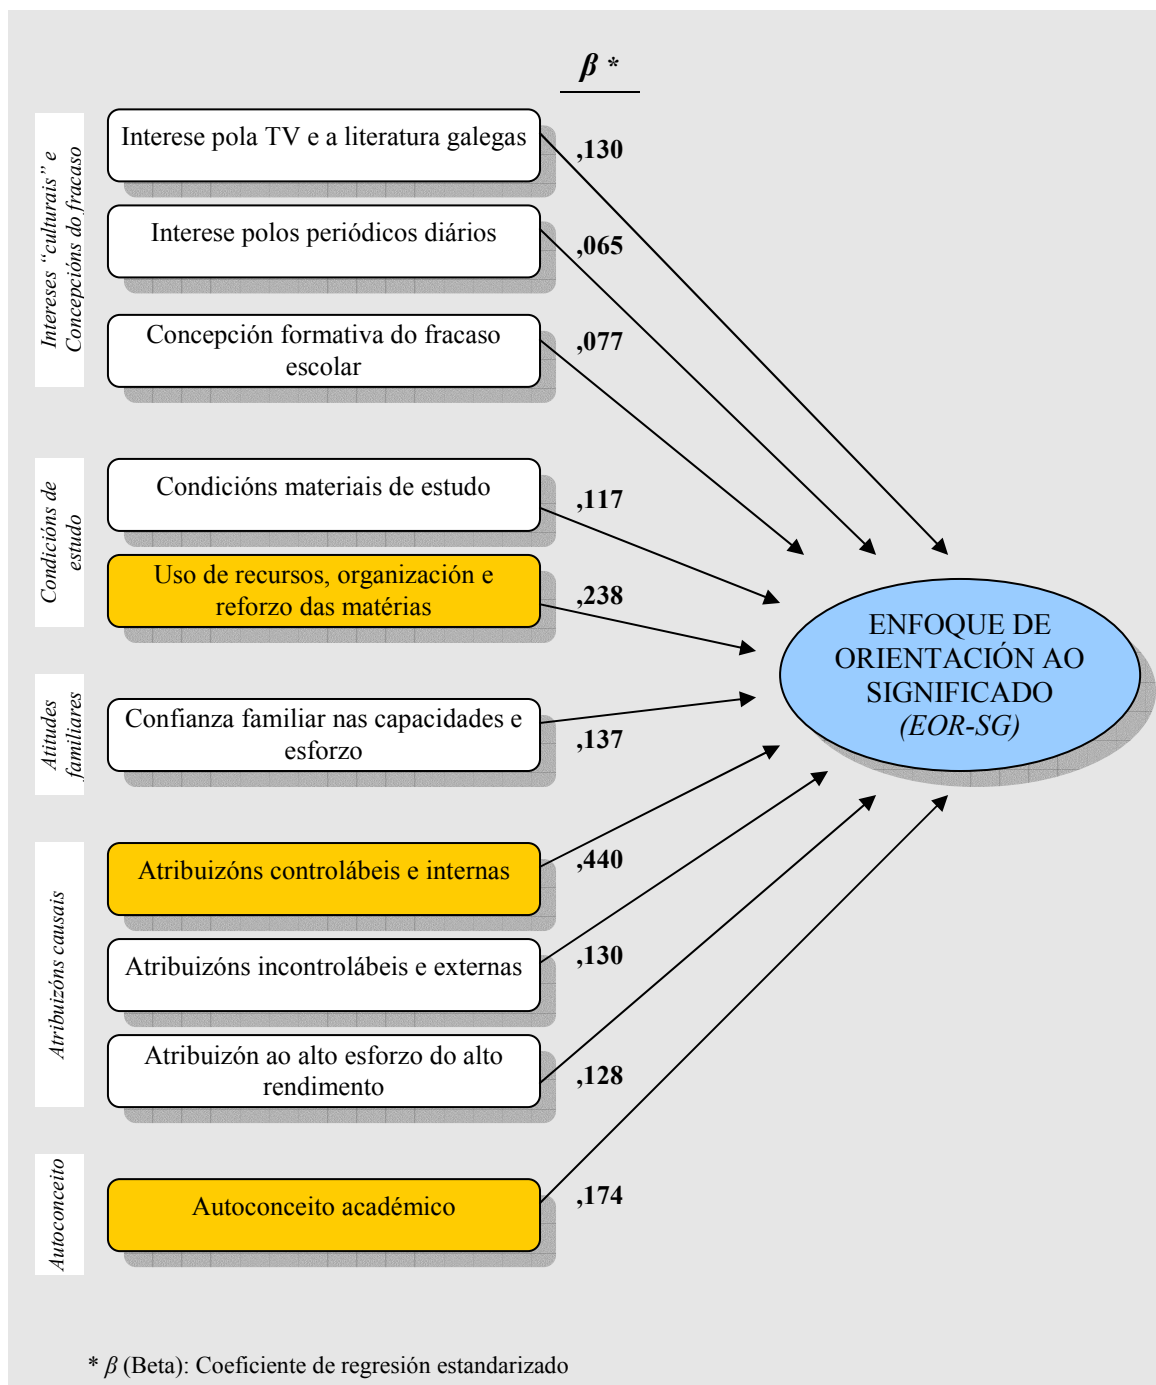 β *
Intereses “culturais” e
Concepcións do fracaso
Interese pola TV e a literatura galegas
,130
Interese polos periódicos diários
,065
Concepción formativa do fracaso
escolar
,077
Condicións de
estudo
Condicións materiais de estudo
,117
Uso de recursos, organización e
reforzo das matérias
,238
ENFOQUE DE
ORIENTACIÓN AO
SIGNIFICADO
(EOR-SG)
Atitudes
familiares
Confianza familiar nas capacidades e
esforzo
,137
Atribuizóns causais
Atribuizóns controlábeis e internas
,440
Atribuizóns incontrolábeis e externas
,130
Atribuizón ao alto esforzo do alto
rendimento
,128
Autoconceito
Autoconceito académico
,174
* β (Beta): Coeficiente de regresión estandarizado